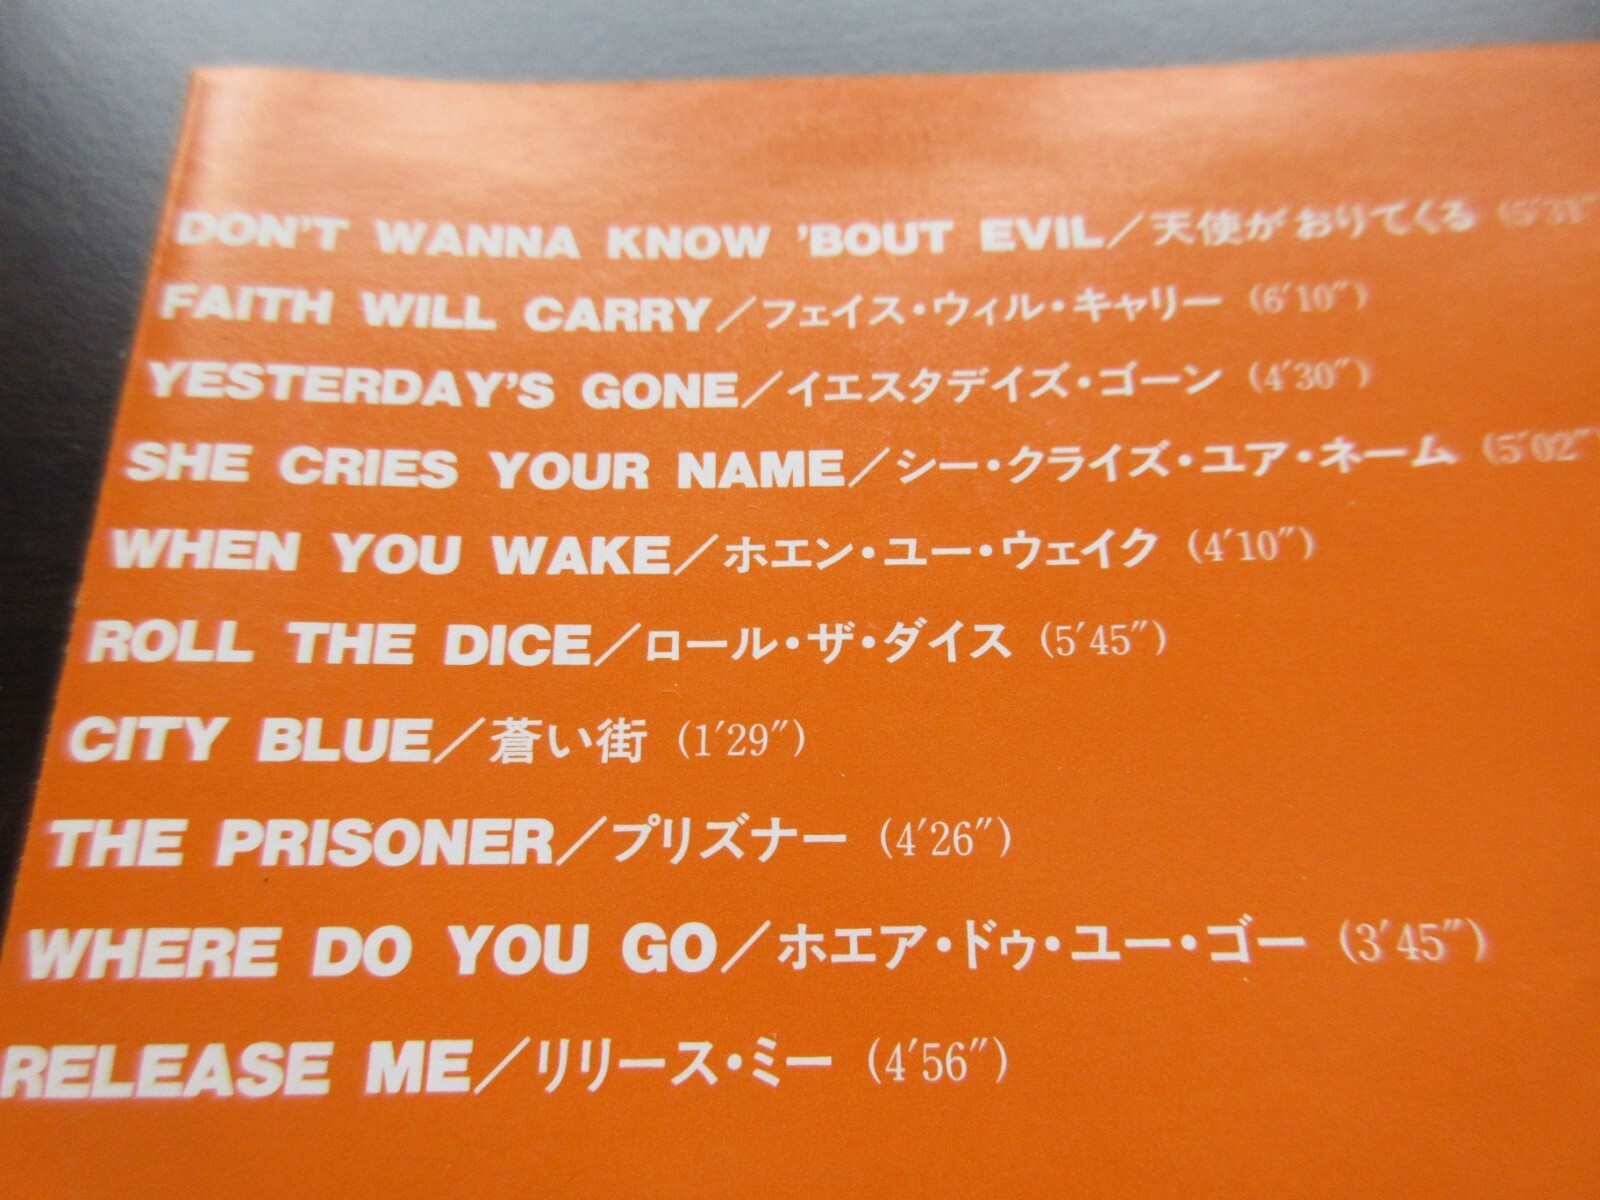 DON'T WANNA KNOW 'BOUT EVIL／天使がおりてくる
FAITH WILL CARRY／フェイス・ウィル・キャリー (6'10")
YESTERDAY'S GONE／イエスタデイズ・ゴーン (4'30")
SHE CRIES YOUR NAME／シー・クライズ・ユア・ネーム (5'02")
WHEN YOU WAKE／ホエン・ユー・ウェイク (4'10")
ROLL THE DICE／ロール・ザ・ダイス (5'45")
CITY BLUE／蒼い街 (1'29")
THE PRISONER／プリズナー (4'26")
WHERE DO YOU GO／ホエア・ドゥ・ユー・ゴー (3'45")
RELEASE ME／リリース・ミー (4'56")